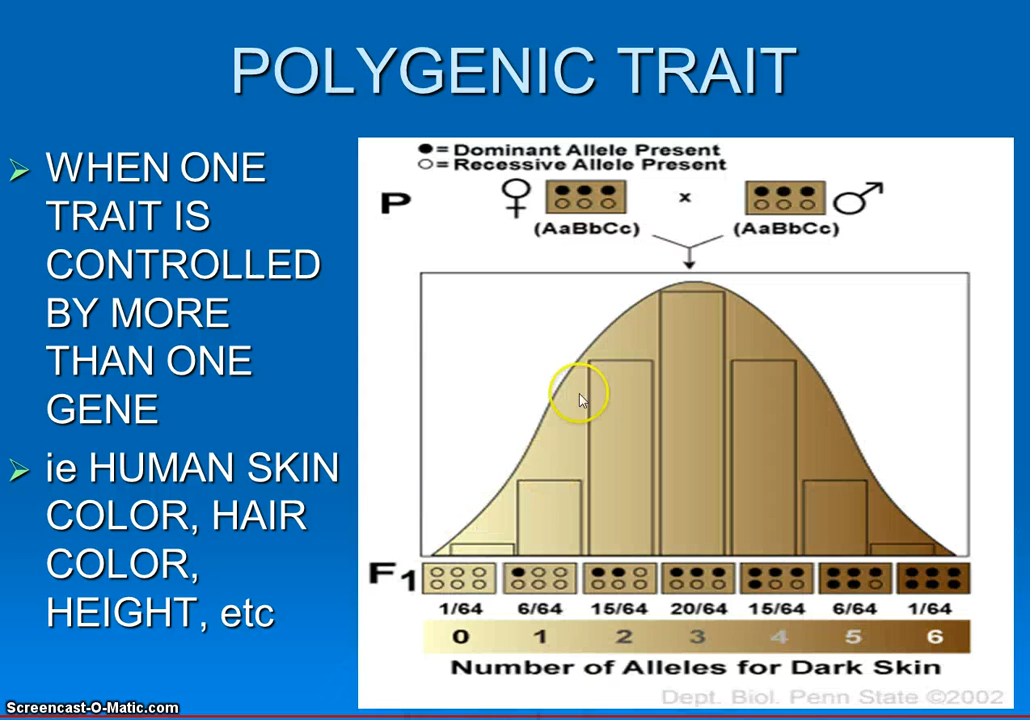 POLYGENIC TRAIT
WHEN ONE
TRAIT IS
CONTROLLED
BY MORE
THAN ONE
GENE
ie HUMAN SKIN
COLOR, HAIR
COLOR,
HEIGHT, etc
= Dominant Allele Present
= Recessive Allele Present
P ♀ x ♂
(AaBbCc) (AaBbCc)
F1
1/64 6/64 15/64 20/64 15/64 6/64 1/64
0 1 2 3 4 5 6
Number of Alleles for Dark Skin
Dept. Biol. Penn State ©2002
Screencast-O-Matic.com